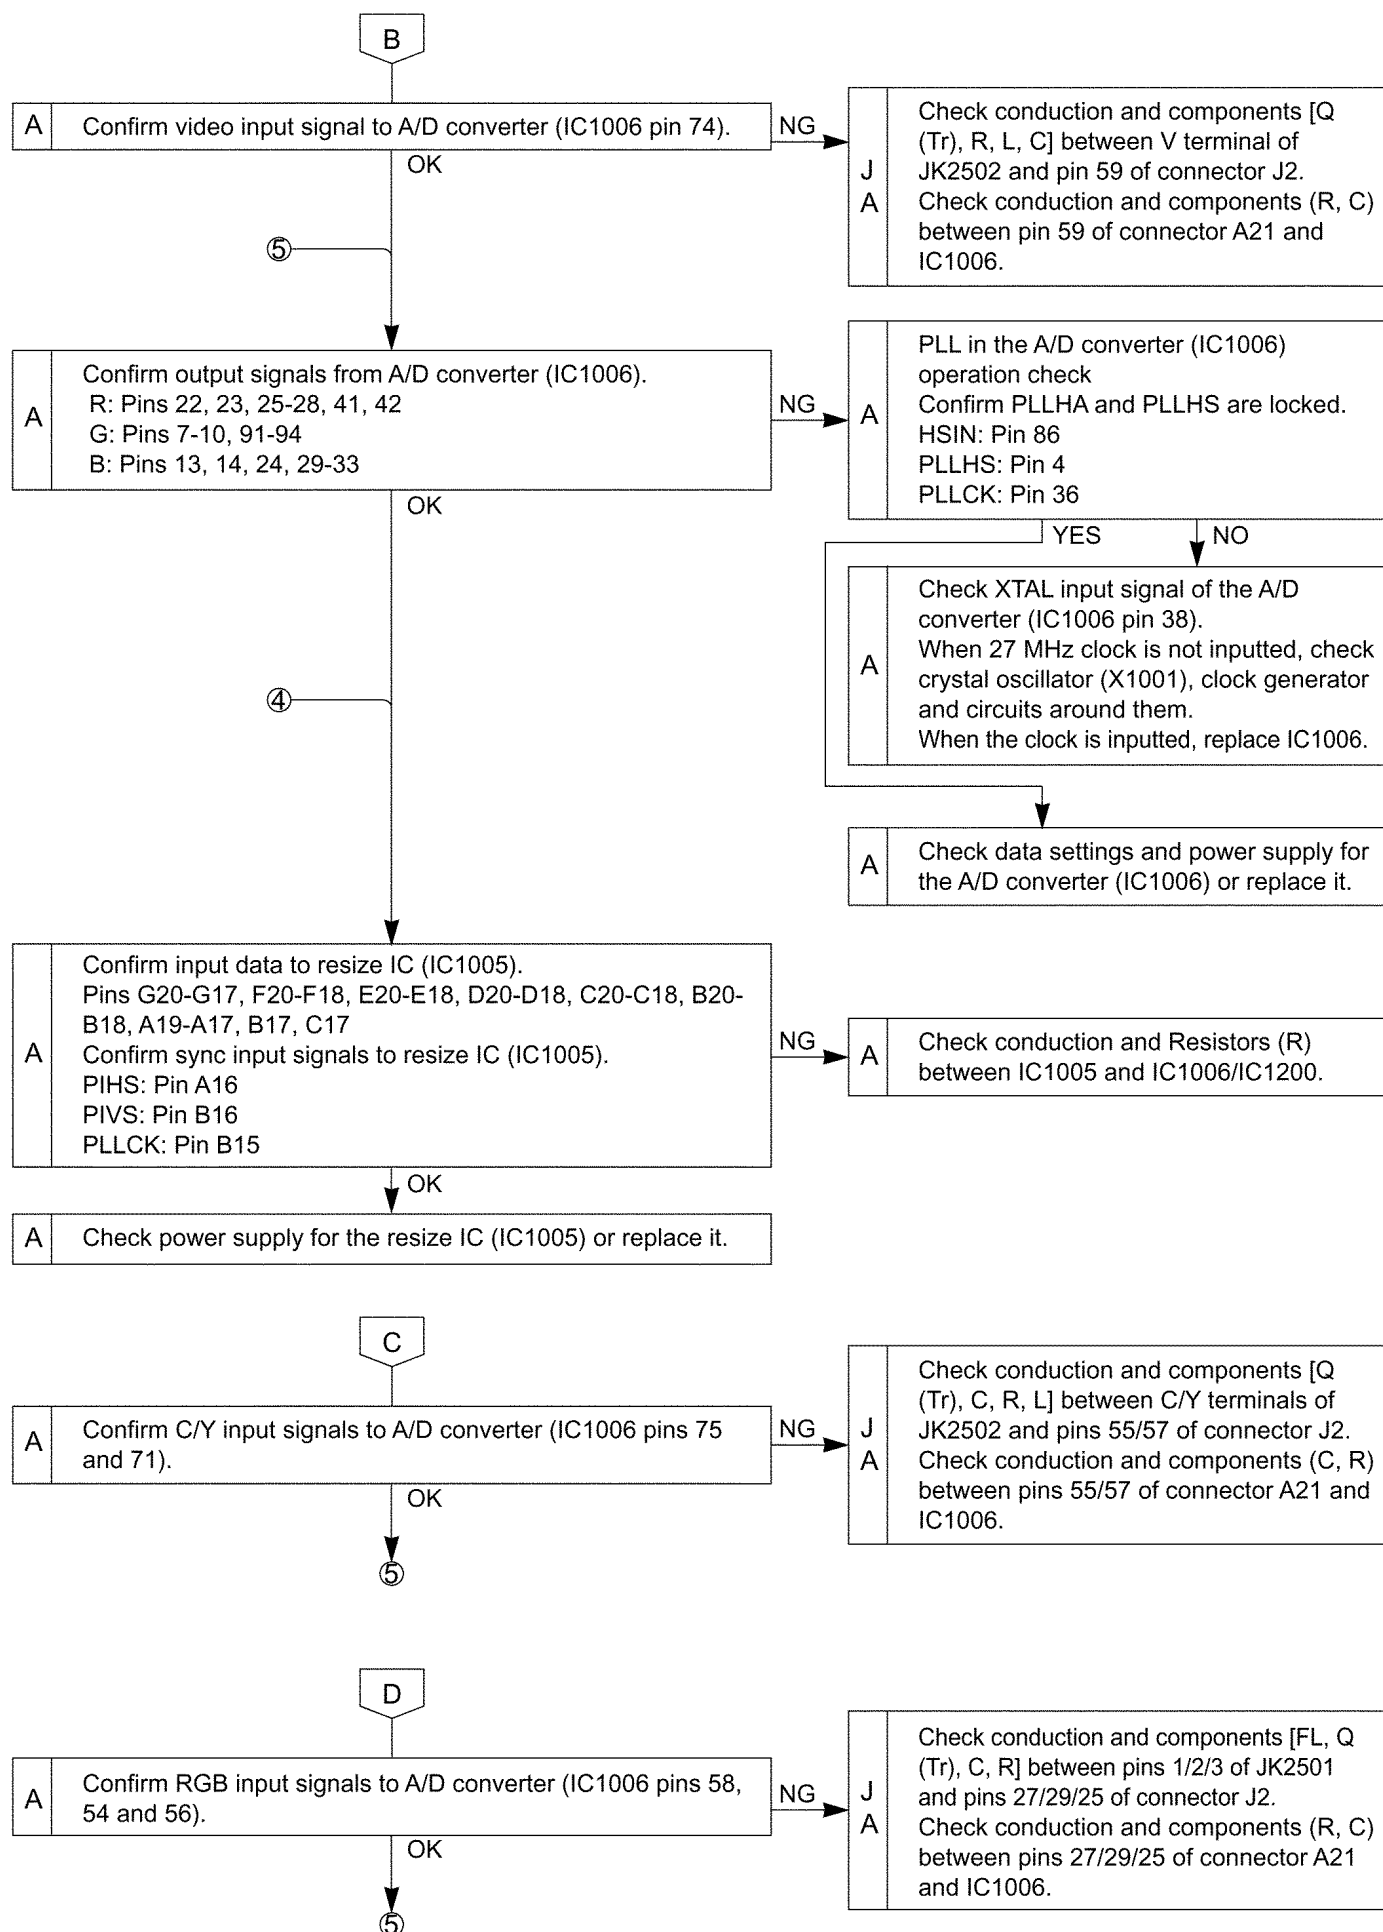 B
A
Confirm video input signal to A/D converter (IC1006 pin 74).
NG
OK
J
A
Check conduction and components [Q
(Tr), R, L, C] between V terminal of
JK2502 and pin 59 of connector J2.
Check conduction and components (R, C)
between pin 59 of connector A21 and
IC1006.
⑤
A
Confirm output signals from A/D converter (IC1006).
R: Pins 22, 23, 25-28, 41, 42
G: Pins 7-10, 91-94
B: Pins 13, 14, 24, 29-33
NG
OK
A
PLL in the A/D converter (IC1006)
operation check
Confirm PLLHA and PLLHS are locked.
HSIN: Pin 86
PLLHS: Pin 4
PLLCK: Pin 36
YES
NO
A
Check XTAL input signal of the A/D
converter (IC1006 pin 38).
When 27 MHz clock is not inputted, check
crystal oscillator (X1001), clock generator
and circuits around them.
When the clock is inputted, replace IC1006.
④
A
Check data settings and power supply for
the A/D converter (IC1006) or replace it.
A
Confirm input data to resize IC (IC1005).
Pins G20-G17, F20-F18, E20-E18, D20-D18, C20-C18, B20-
B18, A19-A17, B17, C17
Confirm sync input signals to resize IC (IC1005).
PIHS: Pin A16
PIVS: Pin B16
PLLCK: Pin B15
NG
OK
A
Check conduction and Resistors (R)
between IC1005 and IC1006/IC1200.
A
Check power supply for the resize IC (IC1005) or replace it.
C
A
Confirm C/Y input signals to A/D converter (IC1006 pins 75
and 71).
NG
OK
J
A
Check conduction and components [Q
(Tr), C, R, L] between C/Y terminals of
JK2502 and pins 55/57 of connector J2.
Check conduction and components (C, R)
between pins 55/57 of connector A21 and
IC1006.
⑤
D
A
Confirm RGB input signals to A/D converter (IC1006 pins 58,
54 and 56).
NG
OK
J
A
Check conduction and components [FL, Q
(Tr), C, R] between pins 1/2/3 of JK2501
and pins 27/29/25 of connector J2.
Check conduction and components (R, C)
between pins 27/29/25 of connector A21
and IC1006.
⑤